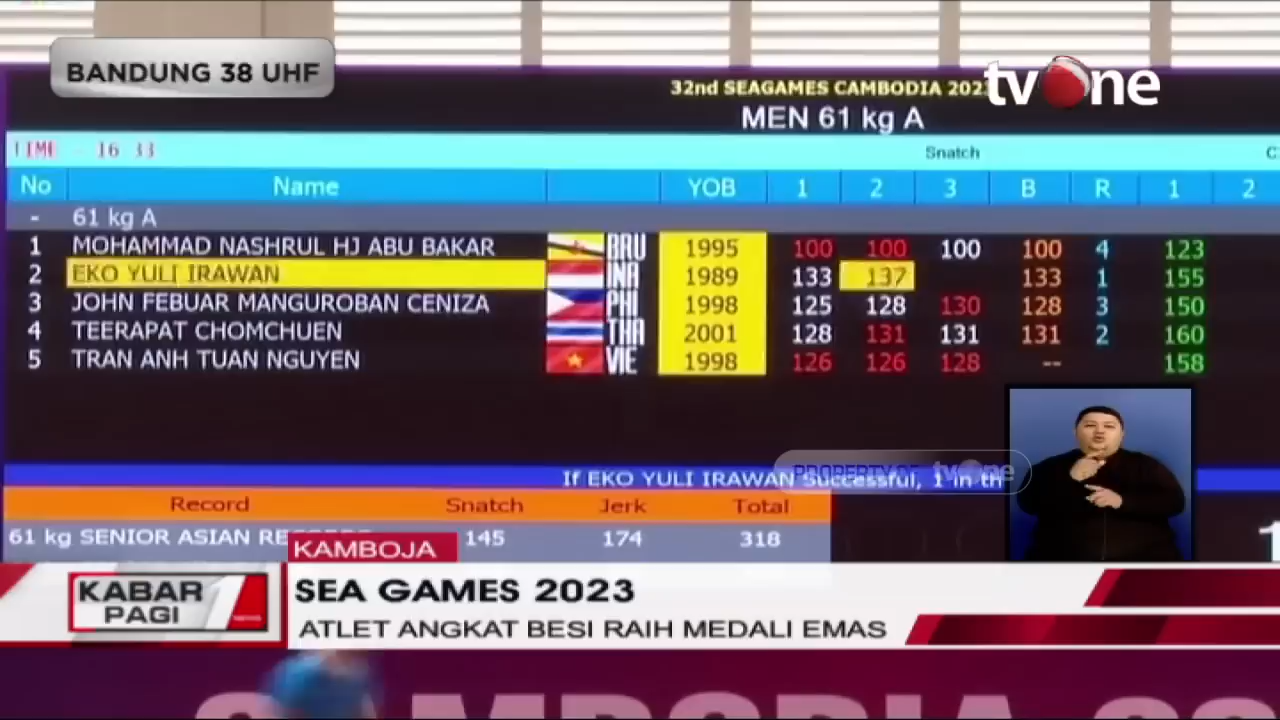 BANDUNG 38 UHF
tvOne
32nd SEAGAMES CAMBODIA 2023
MEN 61 kg A
TIME - 16 33
Snatch
No Name YOB 1 2 3 B R 1 2
- 61 kg A
1 MOHAMMAD NASHRUL HJ ABU BAKAR BRU 1995 100 100 100 100 4 123
2 EKO YULI IRAWAN INA 1989 133 137 133 1 155
3 JOHN FEBUAR MANGUROBAN CENIZA PHI 1998 125 128 130 128 3 150
4 TEERAPAT CHOMCHUEN THA 2001 128 131 131 131 2 160
5 TRAN ANH TUAN NGUYEN VIE 1998 126 126 128 -- 158
PROPERTY OF tvOne
If EKO YULI IRAWAN Successful, 1 in th
Record Snatch Jerk Total
61 kg SENIOR ASIAN 145 174 318
KAMBOJA
KABAR PAGI
SEA GAMES 2023
ATLET ANGKAT BESI RAIH MEDALI EMAS